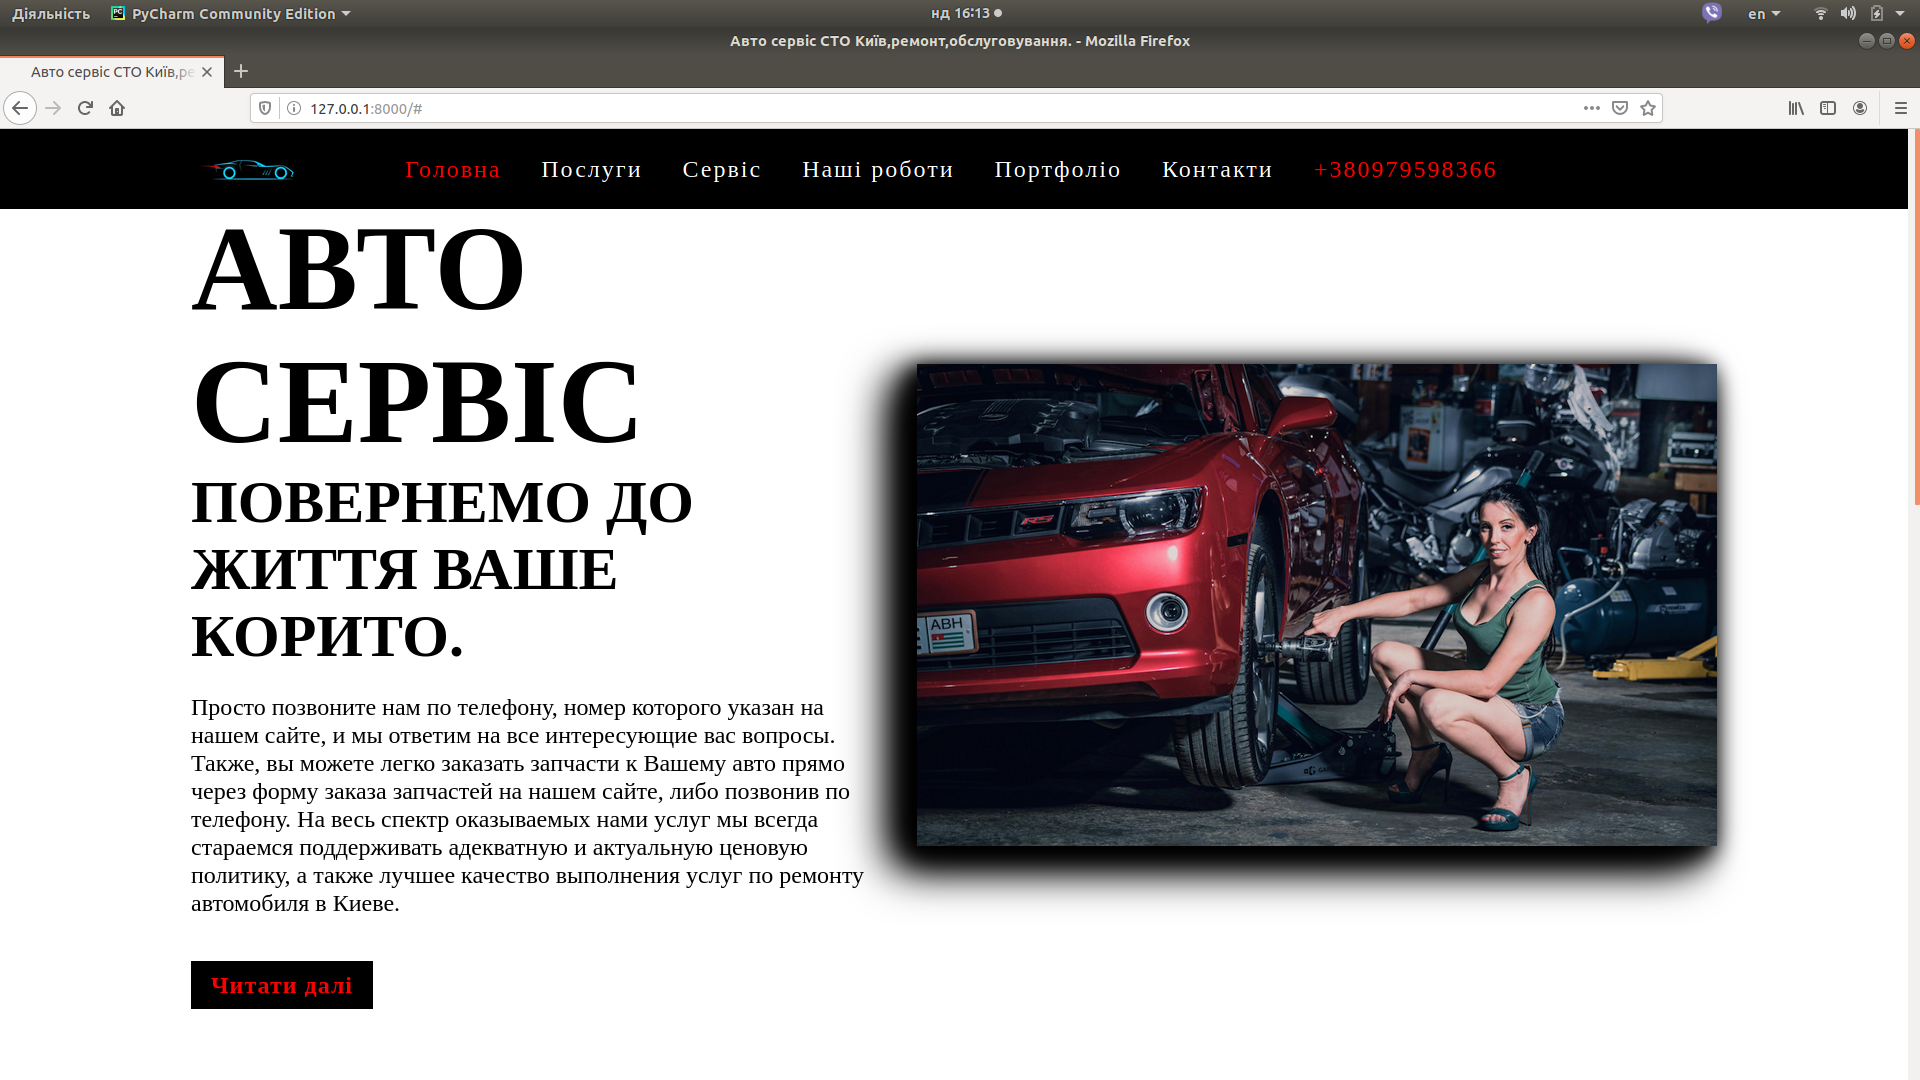 Діяльність
PyCharm Community Edition
нд 16:13
en
Авто сервіс СТО Київ,ремонт,обслуговування. - Mozilla Firefox
Авто сервіс СТО Київ,ре
127.0.0.1:8000/#
Головна
Послуги
Сервіс
Наші роботи
Портфоліо
Контакти
+380979598366
АВТО
СЕРВІС
ПОВЕРНЕМО ДО
ЖИТТЯ ВАШЕ
КОРИТО.
Просто позвоните нам по телефону, номер которого указан на
нашем сайте, и мы ответим на все интересующие вас вопросы.
Также, вы можете легко заказать запчасти к Вашему авто прямо
через форму заказа запчастей на нашем сайте, либо позвонив по
телефону. На весь спектр оказываемых нами услуг мы всегда
стараемся поддерживать адекватную и актуальную ценовую
политику, а также лучшее качество выполнения услуг по ремонту
автомобиля в Киеве.
Читати далі
RS
ABH